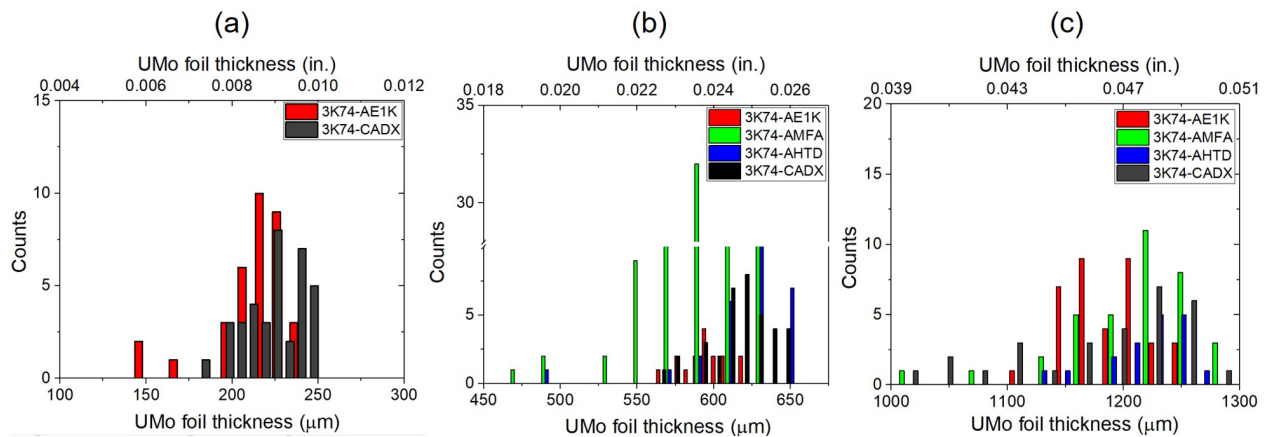 (a)
UMo foil thickness (in.)
0.004 0.006 0.008 0.010 0.012
15
10
5
0
Counts
3K74-AE1K
3K74-CADX
100 150 200 250 300
UMo foil thickness (μm)
(b)
UMo foil thickness (in.)
0.018 0.020 0.022 0.024 0.026
35
30
5
0
Counts
3K74-AE1K
3K74-AMFA
3K74-AHTD
3K74-CADX
450 500 550 600 650
UMo foil thickness (μm)
(c)
UMo foil thickness (in.)
0.039 0.043 0.047 0.051
20
15
10
5
0
Counts
3K74-AE1K
3K74-AMFA
3K74-AHTD
3K74-CADX
1000 1100 1200 1300
UMo foil thickness (μm)